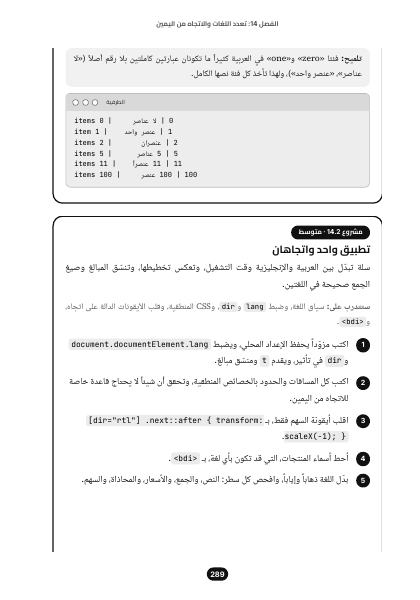 الفصل 14: تعدد اللغات والاتجاه من اليمين
تلميح: فئتا «zero» و«one» في العربية كثيراً ما تكونان عبارتين كاملتين بلا رقم أصلاً («لا
عناصر»، «عنصر واحد»)، ولهذا تأخذ كل فئة نصها الكامل.
الطرفية
items 0 | لا عناصر | 0
item 1 | عنصر واحد | 1
items 2 | عنصران | 2
items 5 | 5 عناصر | 5
items 11 | 11 عنصراً | 11
items 100 | 100 عنصر | 100
مشروع 14.2 · متوسط
تطبيق واحد واتجاهان
سلة تبدّل بين العربية والإنجليزية وقت التشغيل، وتعكس تخطيطها، وتنسّق المبالغ وصيغ
الجمع صحيحة في اللغتين.
ستتدرب على: سياق اللغة، وضبط lang و dir، وCSS المنطقية، وقلب الأيقونات الدالة على اتجاه،
و <bdi>.
1 اكتب مزوّداً يحفظ الإعداد المحلي، ويضبط document.documentElement.lang
و dir في تأثير، ويقدم t ومنسّق مبالغ.
2 اكتب كل المسافات والحدود بالخصائص المنطقية، وتحقق أن شيئاً لا يحتاج قاعدة خاصة
للاتجاه من اليمين.
3 اقلب أيقونة السهم فقط، بـ [dir="rtl"] .next::after { transform:
scaleX(-1); }.
4 أحط أسماء المنتجات، التي قد تكون بأي لغة، بـ <bdi>.
5 بدّل اللغة ذهاباً وإياباً، وافحص كل سطر: النص، والجمع، والأسعار، والمحاذاة، والسهم.
289